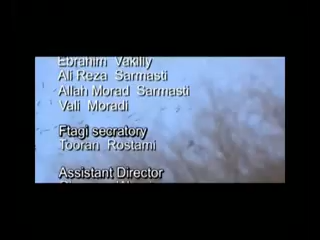 Ebrahim Vakilly
Ali Reza Sarmasti
Allah Morad Sarmasti
Vali Moradi
Ftagi secratory
Tooran Rostami
Assistant Director